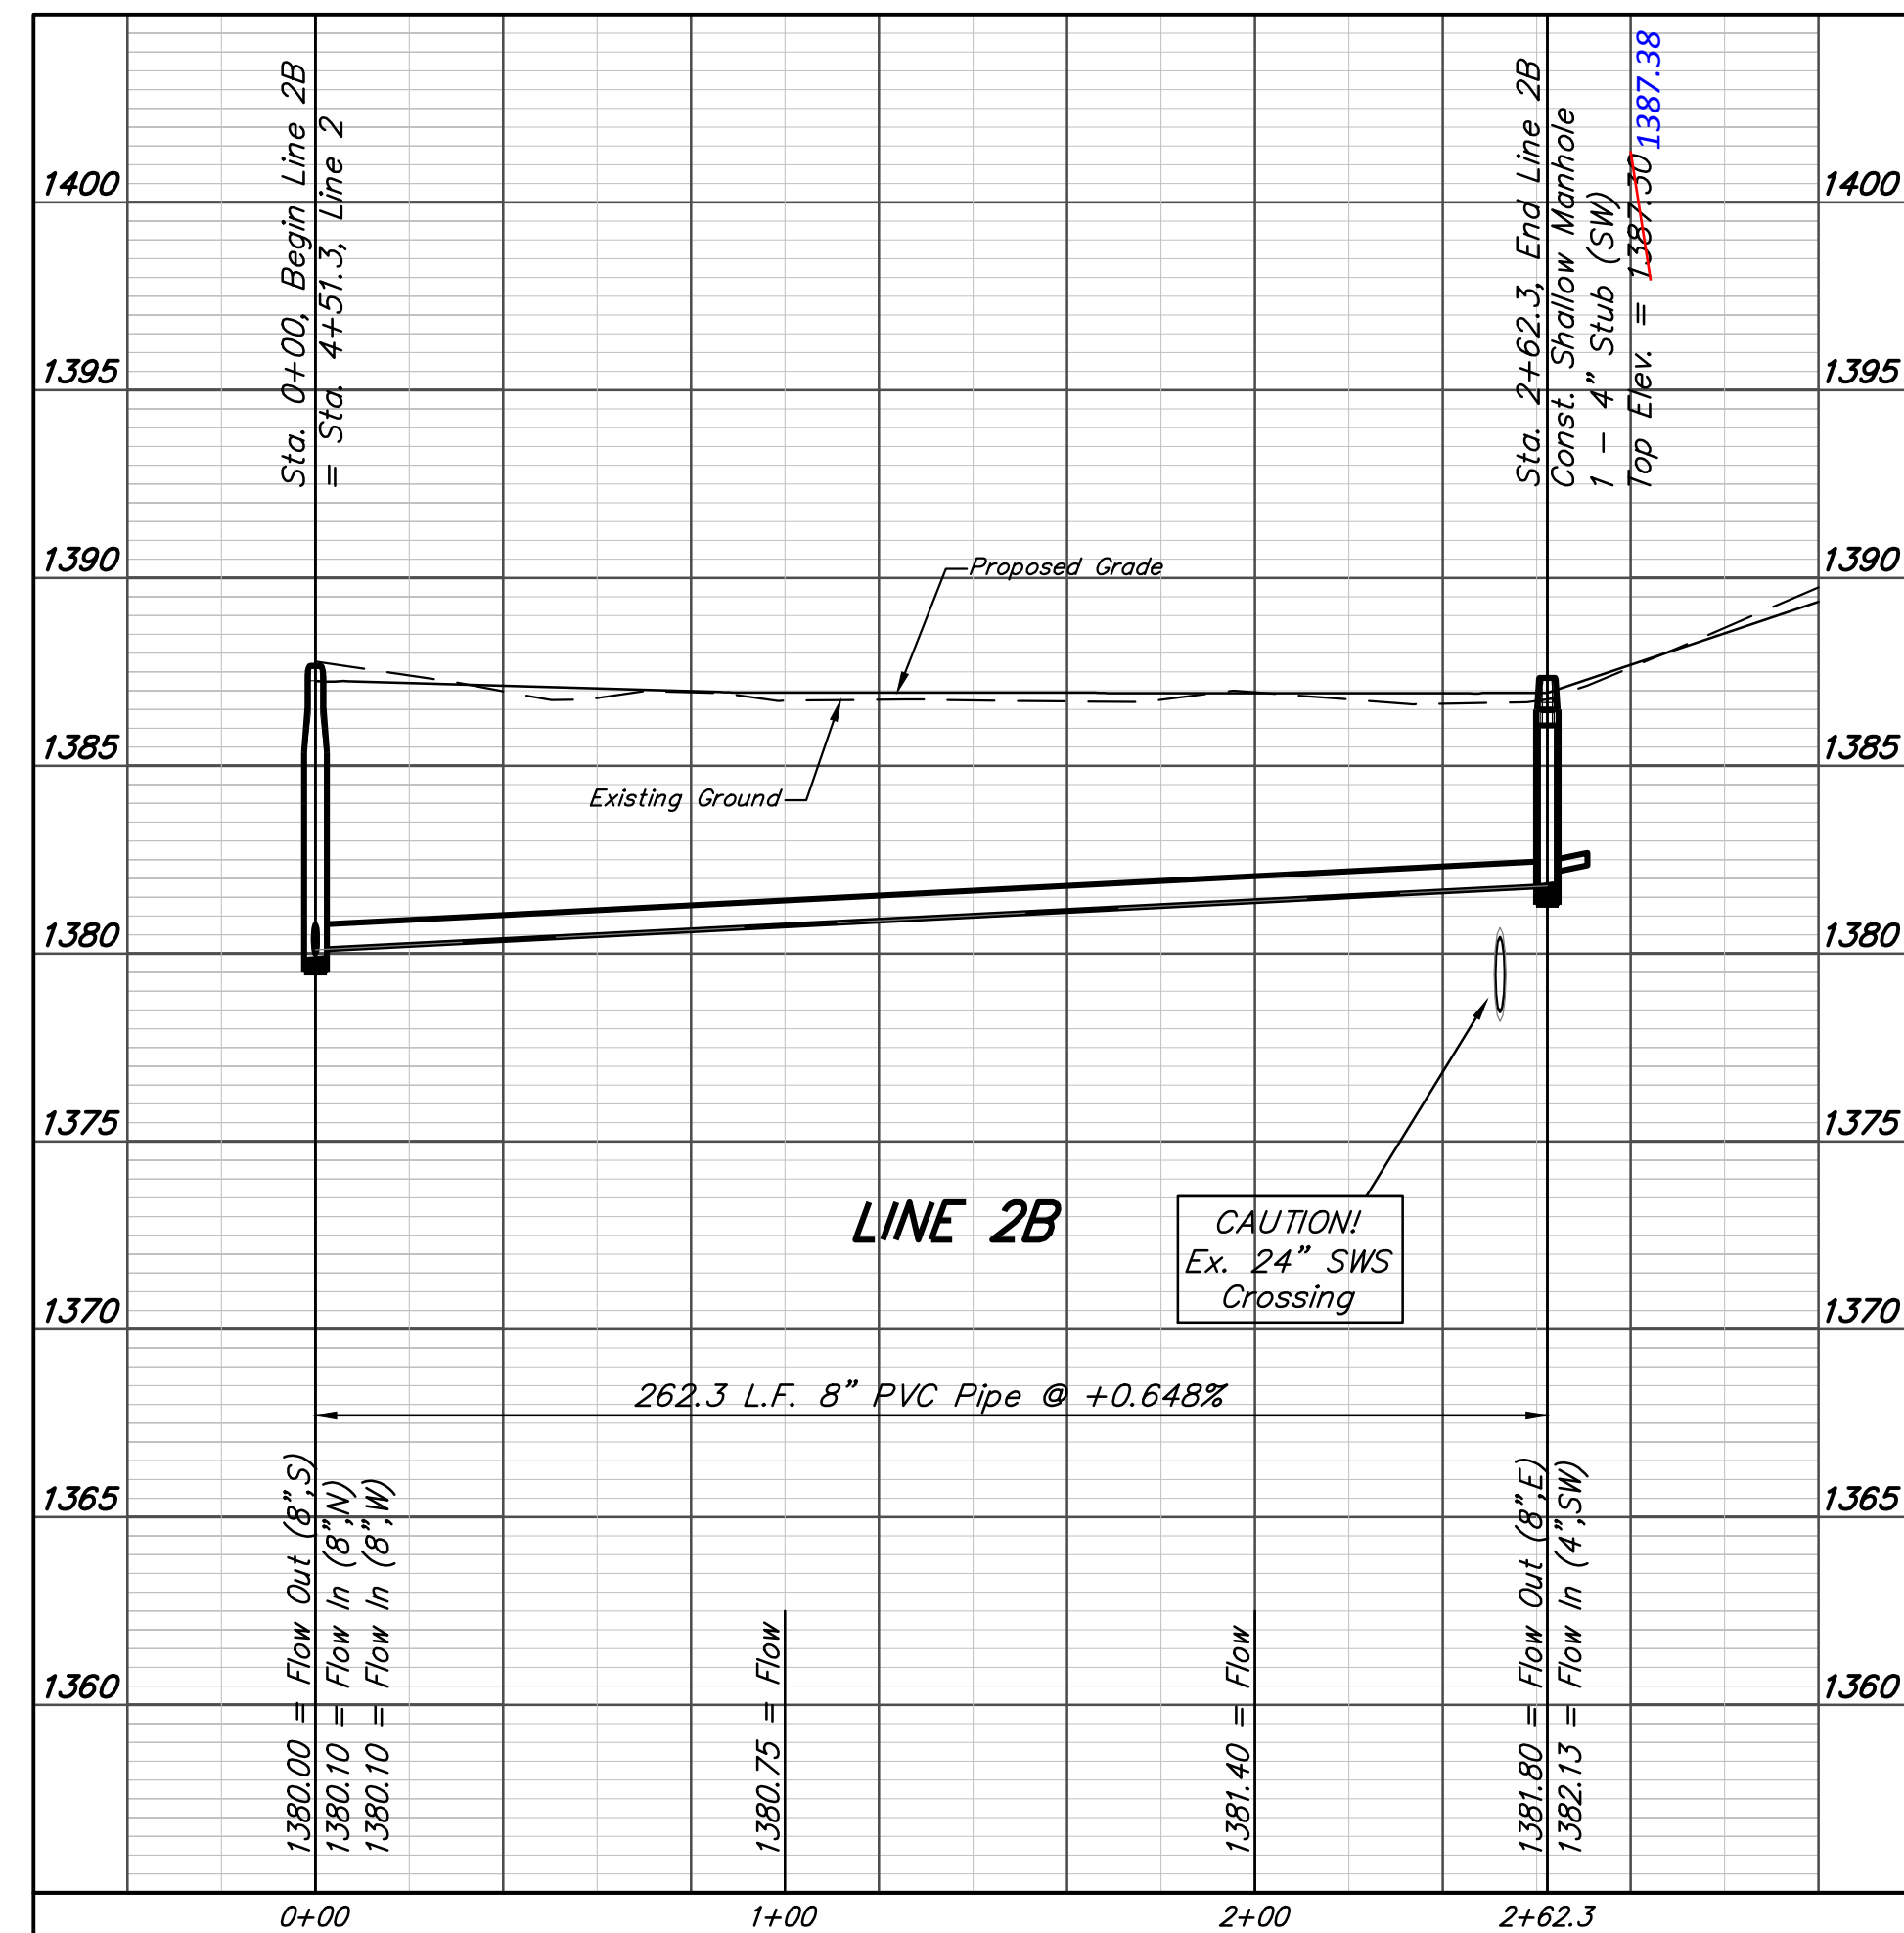 Sta. 0+00, Begin Line 2B
= Sta. 4+51.3, Line 2
Sta. 2+62.3, End Line 2B
Const. Shallow Manhole
1 - 4" Stub (SW)
Top Elev. = 1387.30 1387.38
1400 1400
1395 1395
1390 1390
Proposed Grade
1385 1385
Existing Ground
1380 1380
1375 1375
LINE 2B
CAUTION!
Ex. 24" SWS
Crossing
1370 1370
262.3 L.F. 8" PVC Pipe @ +0.648%
1365 1365
1360 1360
1380.00 = Flow Out (8",S)
1380.10 = Flow In (8",N)
1380.10 = Flow In (8",W)
1380.75 = Flow
1381.40 = Flow
1381.80 = Flow Out (8",E)
1382.13 = Flow In (4",SW)
0+00 1+00 2+00 2+62.3